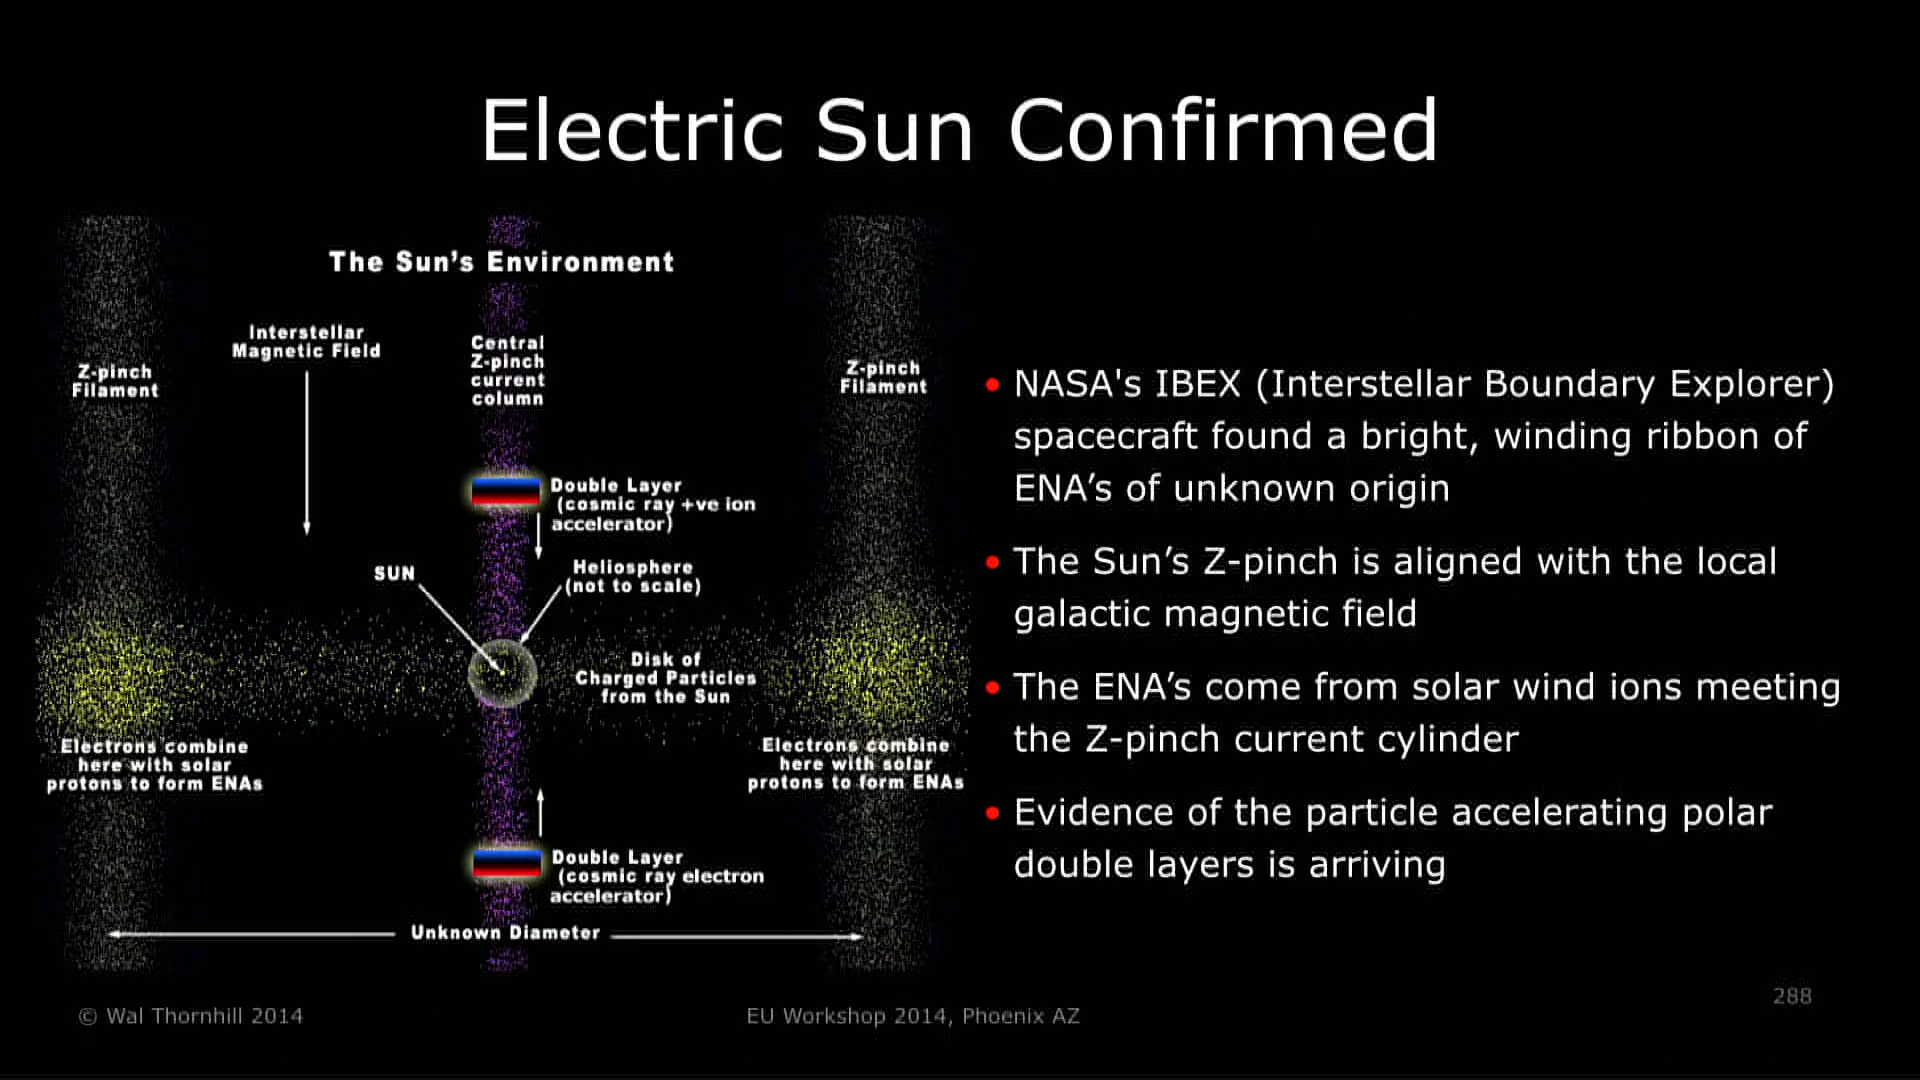 Electric Sun Confirmed
The Sun's Environment
Interstellar
Magnetic Field
Central
Z-pinch
current
column
Z-pinch
Filament
Z-pinch
Filament
Double Layer
(cosmic ray +ve ion
accelerator)
SUN
Heliosphere
(not to scale)
Disk of
Charged Particles
from the Sun
Electrons combine
here with solar
protons to form ENAs
Electrons combine
here with solar
protons to form ENAs
Double Layer
(cosmic ray electron
accelerator)
Unknown Diameter
• NASA's IBEX (Interstellar Boundary Explorer)
spacecraft found a bright, winding ribbon of
ENA’s of unknown origin
• The Sun’s Z-pinch is aligned with the local
galactic magnetic field
• The ENA’s come from solar wind ions meeting
the Z-pinch current cylinder
• Evidence of the particle accelerating polar
double layers is arriving
288
© Wal Thornhill 2014
EU Workshop 2014, Phoenix AZ